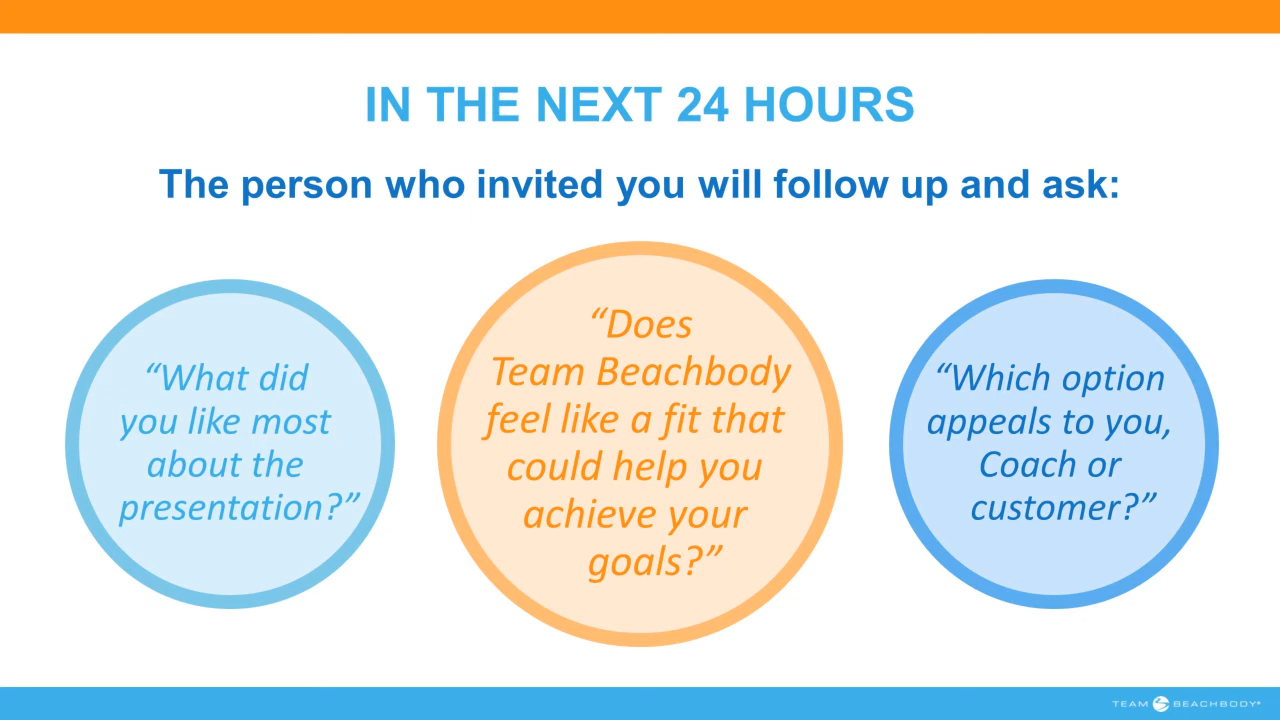 IN THE NEXT 24 HOURS
The person who invited you will follow up and ask:
“What did
you like most
about the
presentation?”
“Does
Team Beachbody
feel like a fit that
could help you
achieve your
goals?”
“Which option
appeals to you,
Coach or
customer?”
TEAM BEACHBODY®